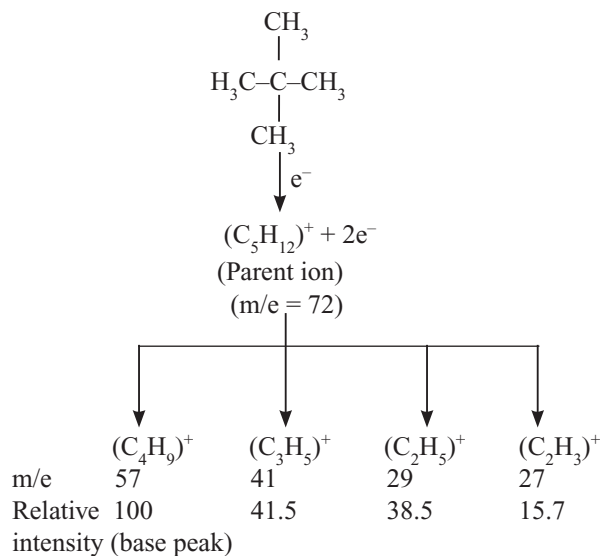 CH₃
H₃C–C–CH₃
CH₃
e⁻
(C₅H₁₂)⁺ + 2e⁻
(Parent ion)
(m/e = 72)
(C₄H₉)⁺ (C₃H₅)⁺ (C₂H₅)⁺ (C₂H₃)⁺
m/e 57 41 29 27
Relative 100 41.5 38.5 15.7
intensity (base peak)